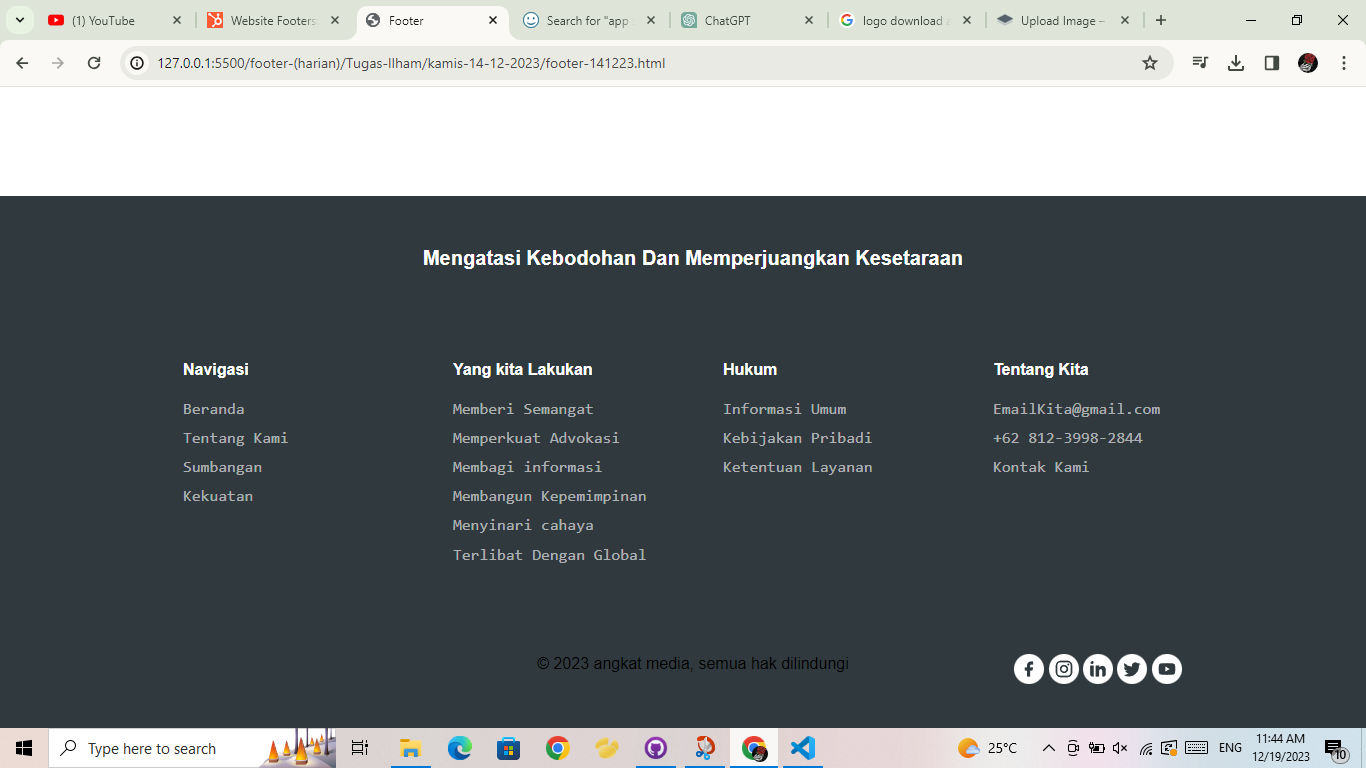 (1) YouTube
Website Footers
Footer
Search for "app s
ChatGPT
logo download a
Upload Image –
127.0.0.1:5500/footer-(harian)/Tugas-Ilham/kamis-14-12-2023/footer-141223.html
Mengatasi Kebodohan Dan Memperjuangkan Kesetaraan
Navigasi
Beranda
Tentang Kami
Sumbangan
Kekuatan
Yang kita Lakukan
Memberi Semangat
Memperkuat Advokasi
Membagi informasi
Membangun Kepemimpinan
Menyinari cahaya
Terlibat Dengan Global
Hukum
Informasi Umum
Kebijakan Pribadi
Ketentuan Layanan
Tentang Kita
EmailKita@gmail.com
+62 812-3998-2844
Kontak Kami
© 2023 angkat media, semua hak dilindungi
Type here to search
25°C
ENG
11:44 AM
12/19/2023
10